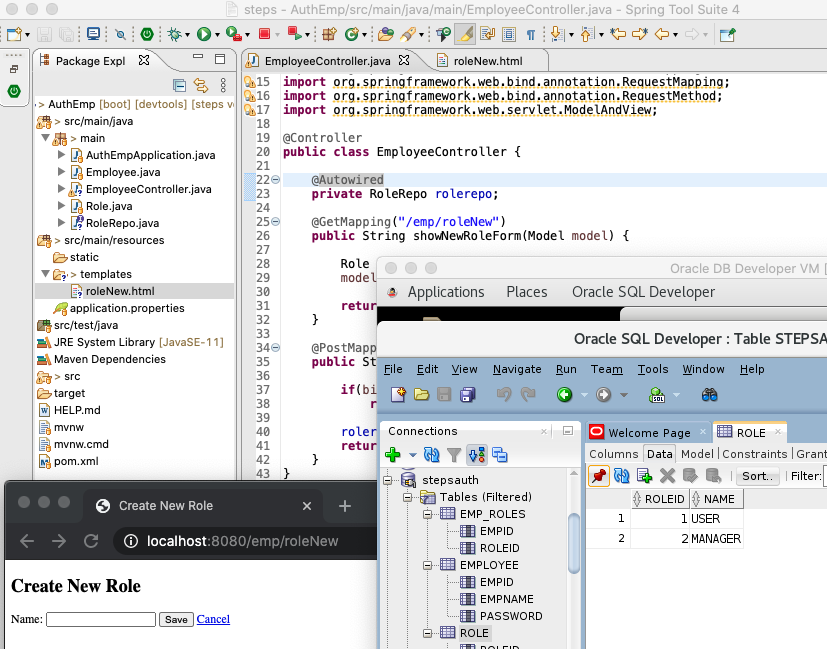 steps - AuthEmp/src/main/java/main/EmployeeController.java - Spring Tool Suite 4
Package Expl
AuthEmp [boot] [devtools] [steps
> src/main/java
> main
AuthEmpApplication.java
Employee.java
EmployeeController.java
Role.java
RoleRepo.java
> src/main/resources
static
> templates
roleNew.html
application.properties
src/test/java
JRE System Library [JavaSE-11]
Maven Dependencies
> src
target
HELP.md
mvnw
mvnw.cmd
pom.xml
EmployeeController.java
roleNew.html
15 import org.springframework.web.bind.annotation.RequestMapping;
16 import org.springframework.web.bind.annotation.RequestMethod;
17 import org.springframework.web.servlet.ModelAndView;
18
19 @Controller
20 public class EmployeeController {
21
22 @Autowired
23 private RoleRepo rolerepo;
24
25 @GetMapping("/emp/roleNew")
26 public String showNewRoleForm(Model model) {
27
28 Role
29 model
30
31 retur
32 }
33
34 @PostMapp
35 public St
36
37 if(bi
38 r
39
40 roler
41 retur
42 }
43 }
Oracle DB Developer VM [
Applications Places Oracle SQL Developer
Oracle SQL Developer : Table STEPSA
File Edit View Navigate Run Team Tools Window Help
Connections
stepsauth
Tables (Filtered)
EMP_ROLES
EMPID
ROLEID
EMPLOYEE
EMPID
EMPNAME
PASSWORD
ROLE
ROLEID
Welcome Page
ROLE
Columns Data Model Constraints Grant
Sort.. Filter:
ROLEID NAME
1 1 USER
2 2 MANAGER
Create New Role
localhost:8080/emp/roleNew
Create New Role
Name: Save Cancel